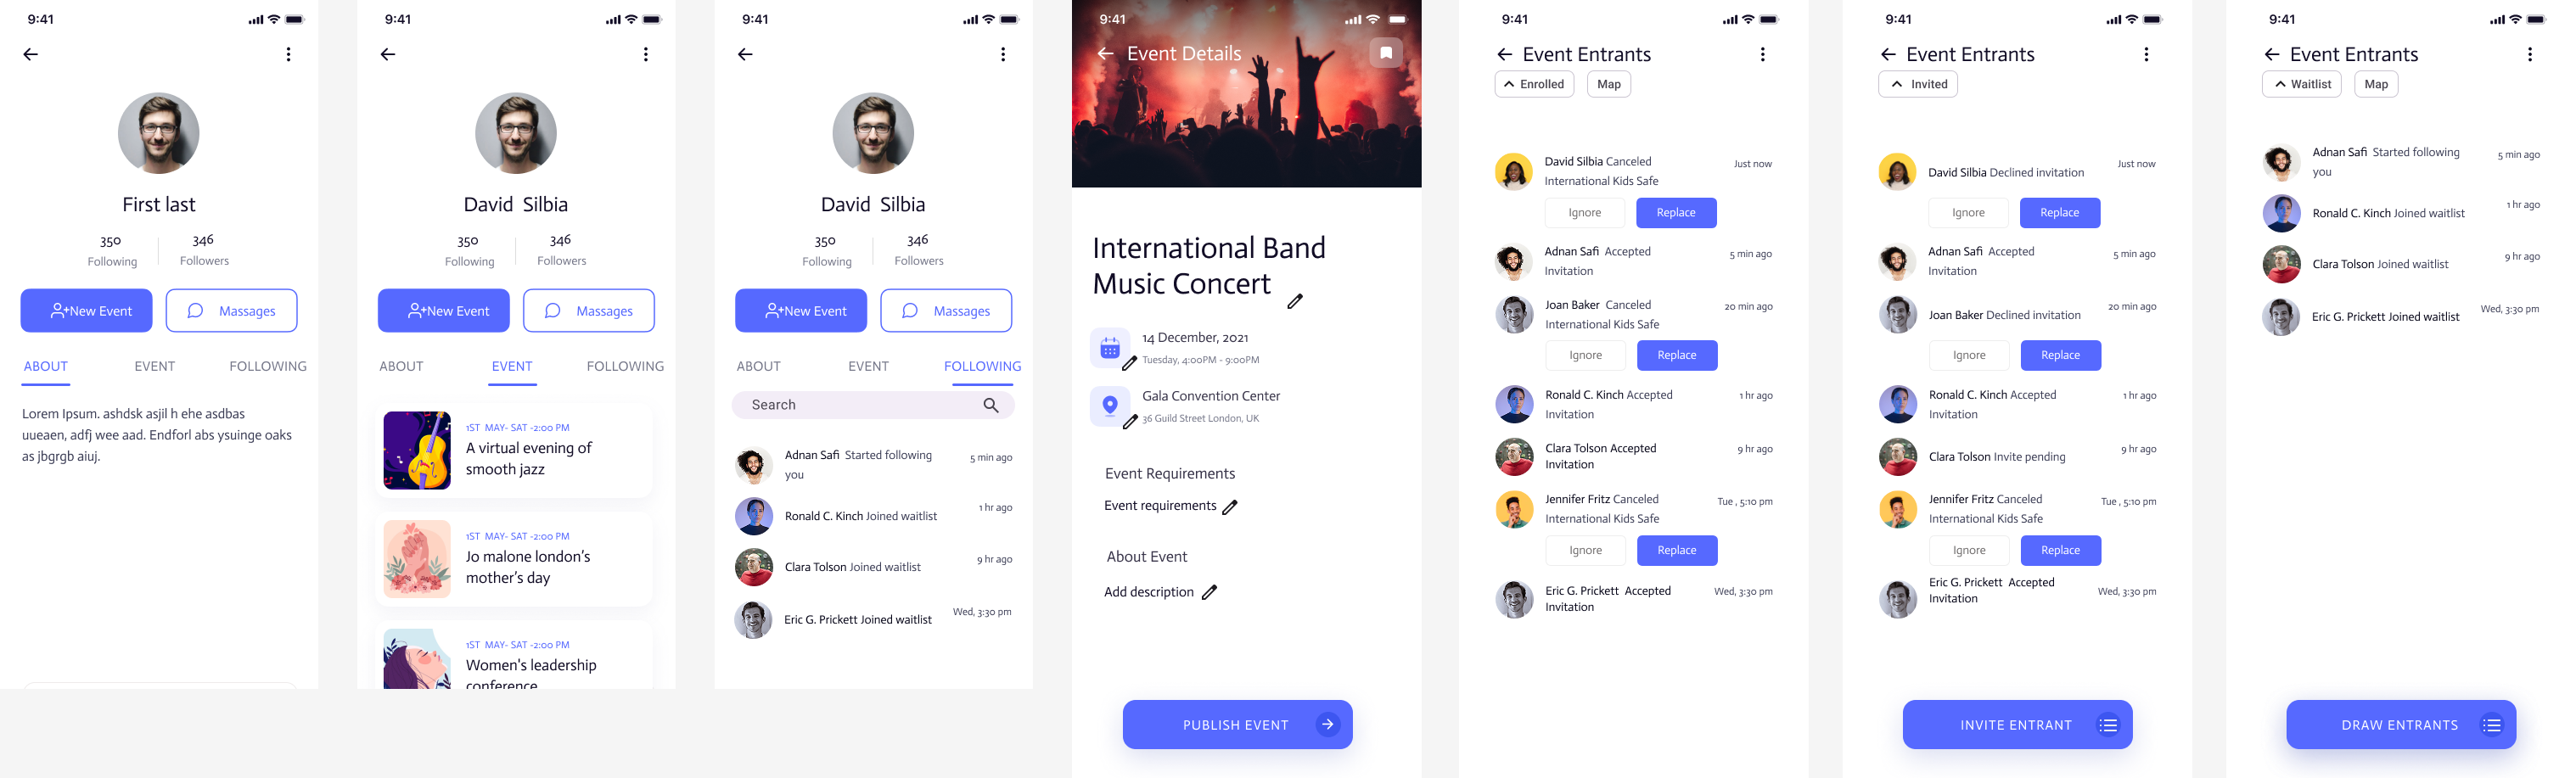 9:41
First last
350
Following
346
Followers
New Event
Massages
ABOUT
EVENT
FOLLOWING
Lorem Ipsum. ashdsk asjil h ehe asdbas
uueaen, adfj wee aad. Endforl abs ysuinge oaks
as jbgrgb aiuj.
9:41
David Silbia
350
Following
346
Followers
New Event
Massages
ABOUT
EVENT
FOLLOWING
1ST MAY- SAT -2:00 PM
A virtual evening of
smooth jazz
1ST MAY- SAT -2:00 PM
Jo malone london's
mother's day
1ST MAY- SAT -2:00 PM
Women's leadership
conference
9:41
David Silbia
350
Following
346
Followers
New Event
Massages
ABOUT
EVENT
FOLLOWING
Search
Adnan Safi Started following
you
5 min ago
Ronald C. Kinch Joined waitlist
1 hr ago
Clara Tolson Joined waitlist
9 hr ago
Eric G. Prickett Joined waitlist
Wed, 3:30 pm
9:41
Event Details
International Band
Music Concert
14 December, 2021
Tuesday, 4:00PM - 9:00PM
Gala Convention Center
36 Guild Street London, UK
Event Requirements
Event requirements
About Event
Add description
PUBLISH EVENT
9:41
Event Entrants
Enrolled
Map
David Silbia Canceled
International Kids Safe
Just now
Ignore
Replace
Adnan Safi Accepted
Invitation
5 min ago
Joan Baker Canceled
International Kids Safe
20 min ago
Ignore
Replace
Ronald C. Kinch Accepted
Invitation
1 hr ago
Clara Tolson Accepted
Invitation
9 hr ago
Jennifer Fritz Canceled
International Kids Safe
Tue , 5:10 pm
Ignore
Replace
Eric G. Prickett Accepted
Invitation
Wed, 3:30 pm
9:41
Event Entrants
Invited
David Silbia Declined invitation
Just now
Ignore
Replace
Adnan Safi Accepted
Invitation
5 min ago
Joan Baker Declined invitation
20 min ago
Ignore
Replace
Ronald C. Kinch Accepted
Invitation
1 hr ago
Clara Tolson Invite pending
9 hr ago
Jennifer Fritz Canceled
International Kids Safe
Tue , 5:10 pm
Ignore
Replace
Eric G. Prickett Accepted
Invitation
Wed, 3:30 pm
INVITE ENTRANT
9:41
Event Entrants
Waitlist
Map
Adnan Safi Started following
you
5 min ago
Ronald C. Kinch Joined waitlist
1 hr ago
Clara Tolson Joined waitlist
9 hr ago
Eric G. Prickett Joined waitlist
Wed, 3:30 pm
DRAW ENTRANTS